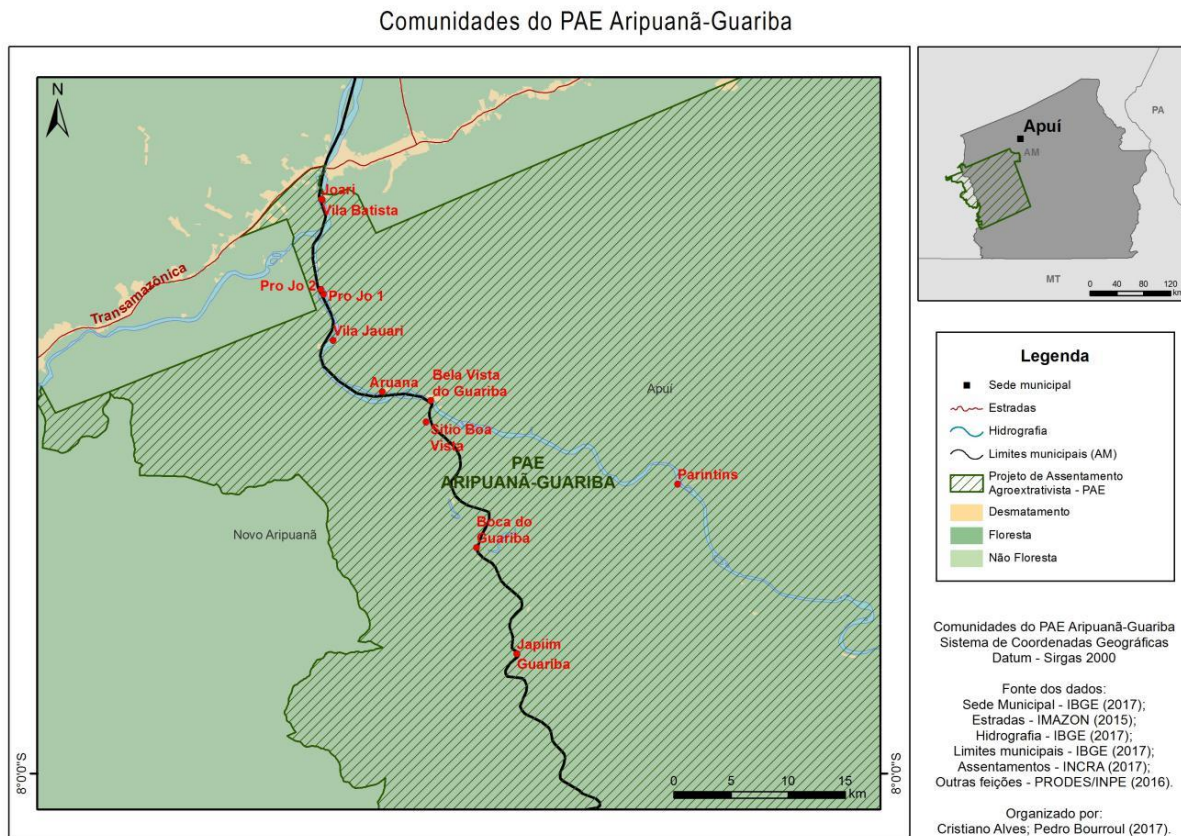 Comunidades do PAE Aripuanã-Guariba
N
Joari
Vila Batista
Transamazônica
Pro Jo 2
Pro Jo 1
Vila Jauari
Aruana
Bela Vista
do Guariba
Apuí
Sitio Boa
Vista
PAE
ARIPUANÃ-GUARIBA
Parintins
Novo Aripuanã
Boca do
Guariba
Japiim
Guariba
8°0'0"S
8°0'0"S
0 5 10 15
km
Apuí
AM
PA
MT
0 40 80 120
km
Legenda
Sede municipal
Estradas
Hidrografia
Limites municipais (AM)
Projeto de Assentamento
Agroextrativista - PAE
Desmatamento
Floresta
Não Floresta
Comunidades do PAE Aripuanã-Guariba
Sistema de Coordenadas Geográficas
Datum - Sirgas 2000
Fonte dos dados:
Sede Municipal - IBGE (2017);
Estradas - IMAZON (2015);
Hidrografia - IBGE (2017);
Limites municipais - IBGE (2017);
Assentamentos - INCRA (2017);
Outras feições - PRODES/INPE (2016).
Organizado por:
Cristiano Alves; Pedro Bourroul (2017).